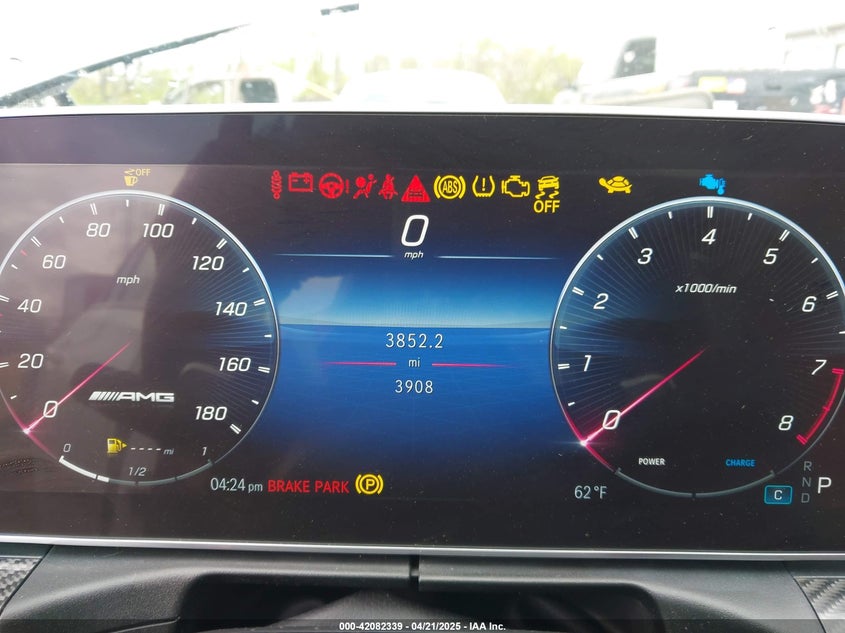 OFF
ABS
OFF
0
mph
0 20 40 60 80 100 120 140 160 180
mph
AMG
0 1/2 1
---- mi
3852.2
mi
3908
0 1 2 3 4 5 6 7 8
x1000/min
POWER
CHARGE
04:24 pm
BRAKE PARK
P
62°F
C
R
N
D
P
000-42082339 - 04/21/2025 - IAA Inc.